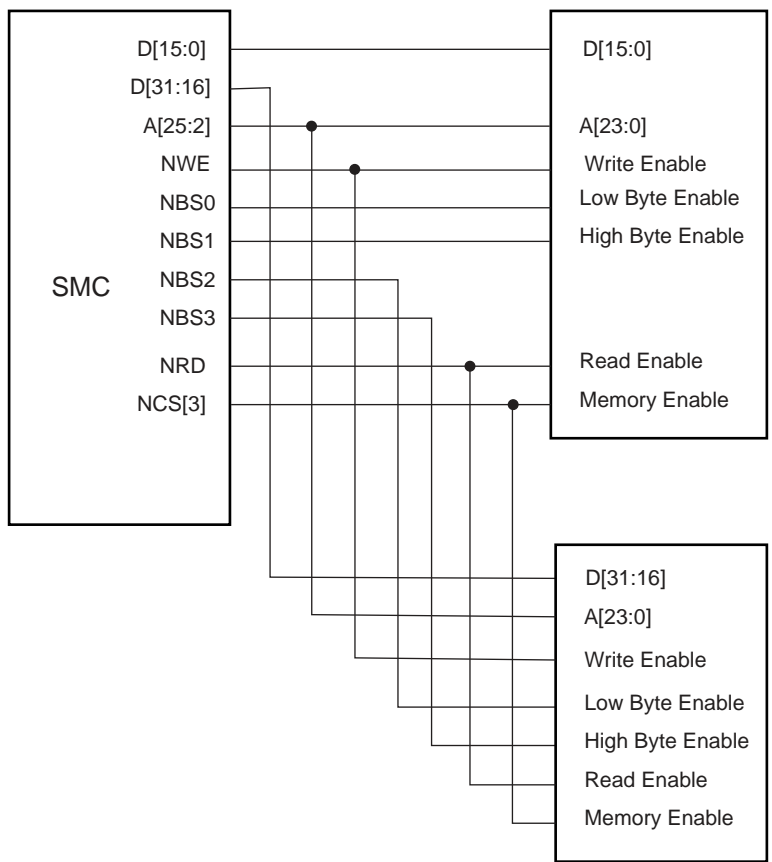 SMC
D[15:0]
D[31:16]
A[25:2]
NWE
NBS0
NBS1
NBS2
NBS3
NRD
NCS[3]
D[15:0]
A[23:0]
Write Enable
Low Byte Enable
High Byte Enable
Read Enable
Memory Enable
D[31:16]
A[23:0]
Write Enable
Low Byte Enable
High Byte Enable
Read Enable
Memory Enable